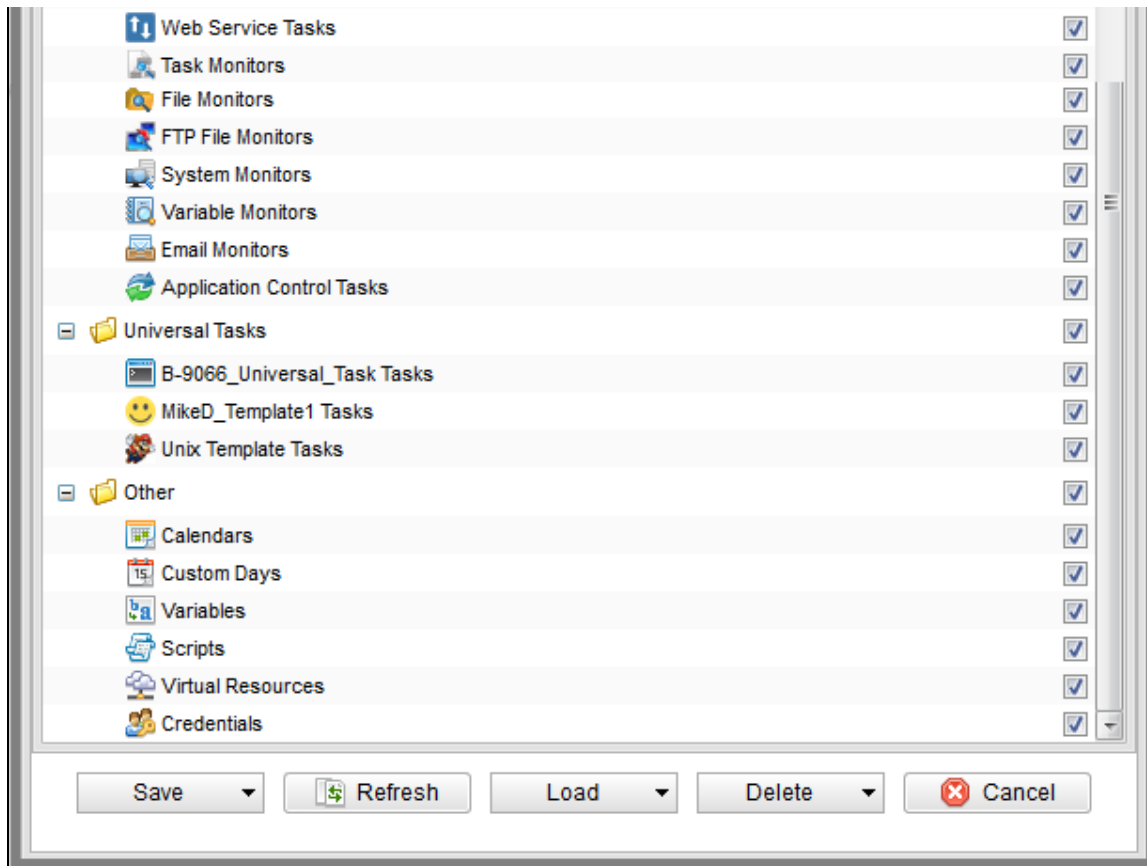 Web Service Tasks
Task Monitors
File Monitors
FTP File Monitors
System Monitors
Variable Monitors
Email Monitors
Application Control Tasks
Universal Tasks
B-9066_Universal_Task Tasks
MikeD_Template1 Tasks
Unix Template Tasks
Other
Calendars
15 Custom Days
b a Variables
Scripts
Virtual Resources
Credentials
Save Refresh Load Delete Cancel